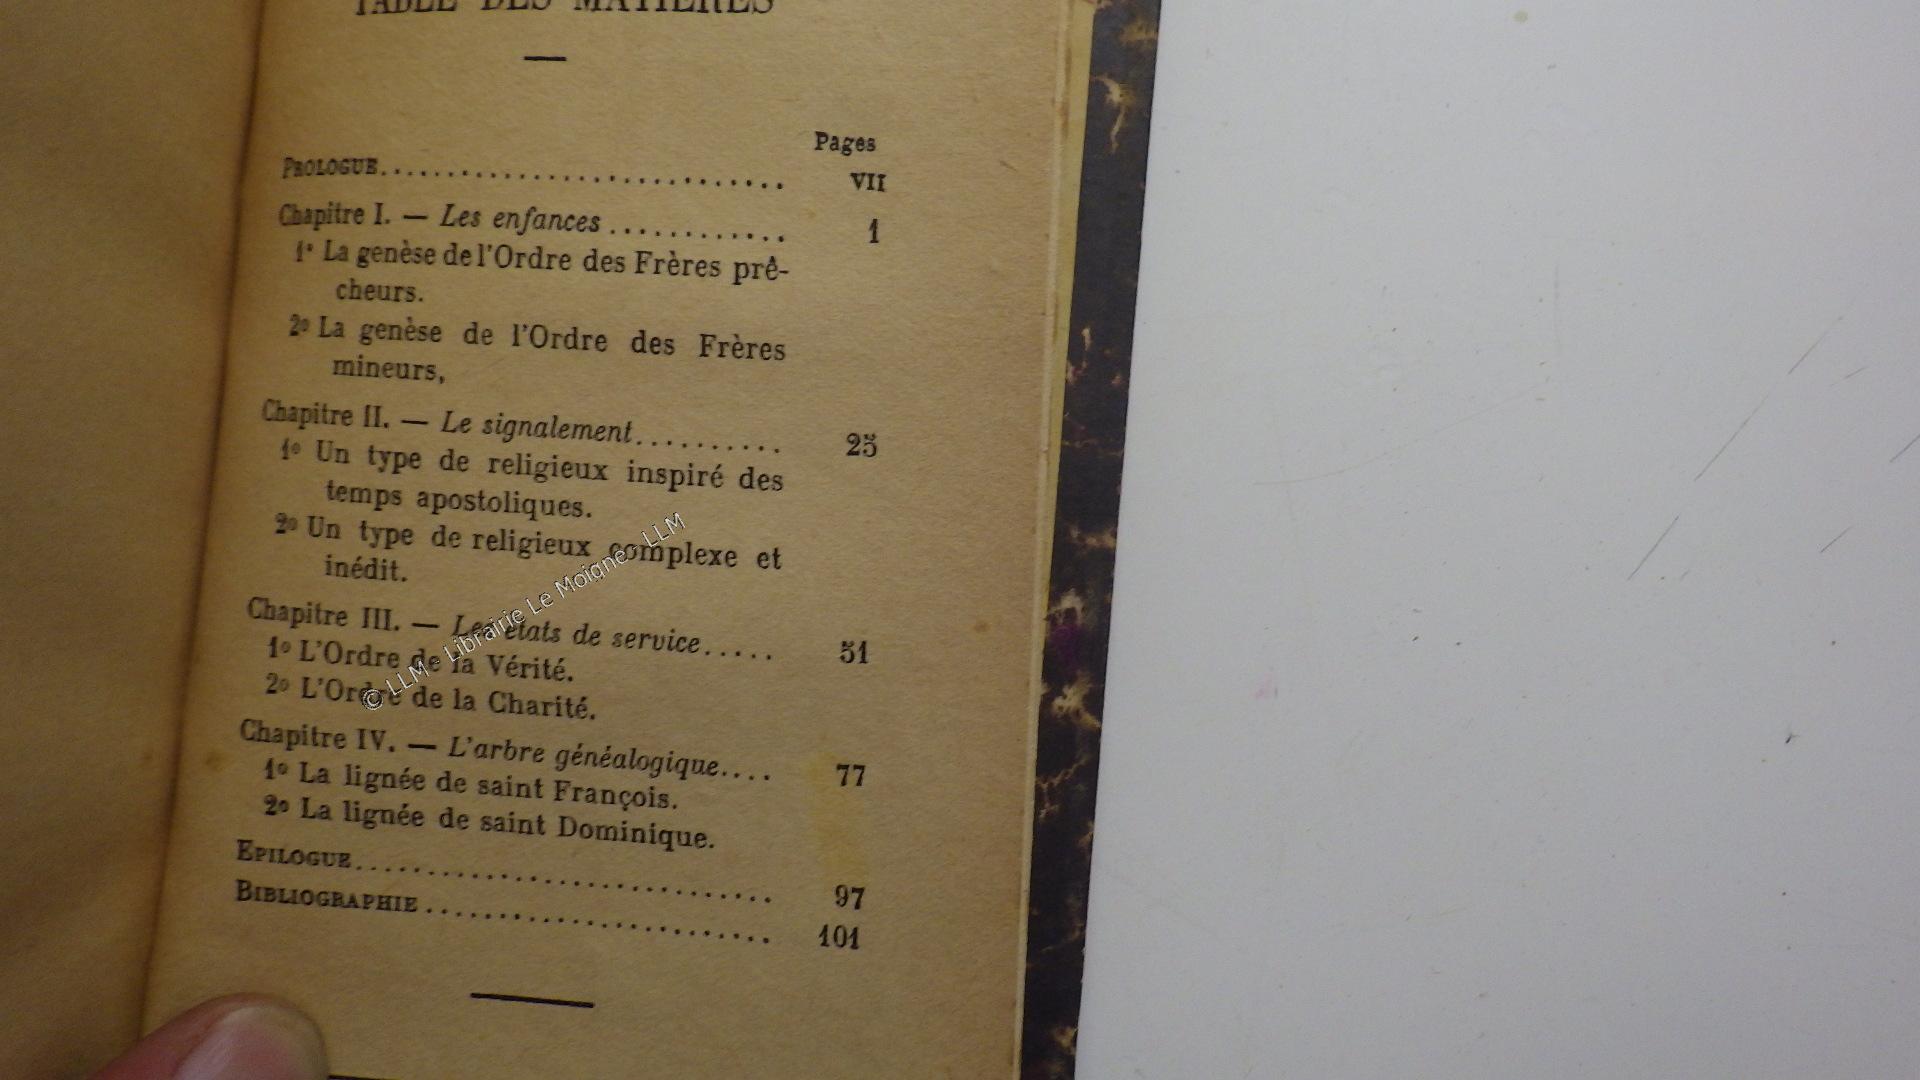 TABLE DES MATIÈRES
Pages
PROLOGUE.............................. VII
Chapitre I. — Les enfances ............ 1
1° La genèse de l'Ordre des Frères prê-
cheurs.
2° La genèse de l'Ordre des Frères
mineurs,
Chapitre II. — Le signalement.......... 25
1° Un type de religieux inspiré des
temps apostoliques.
2° Un type de religieux complexe et
inédit.
Chapitre III. — Les états de service..... 51
1° L'Ordre de la Vérité.
2° L'Ordre de la Charité.
Chapitre IV. — L'arbre généalogique.... 77
1° La lignée de saint François.
2° La lignée de saint Dominique.
EPILOGUE.............................. 97
BIBLIOGRAPHIE ........................ 101
© LLM - Librairie Le Moigne - LLM